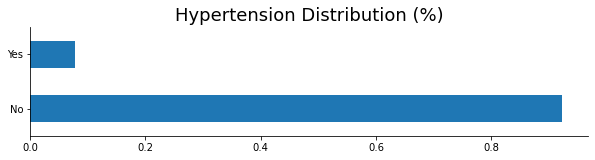 Hypertension Distribution (%)
Yes
No
0.0 0.2 0.4 0.6 0.8